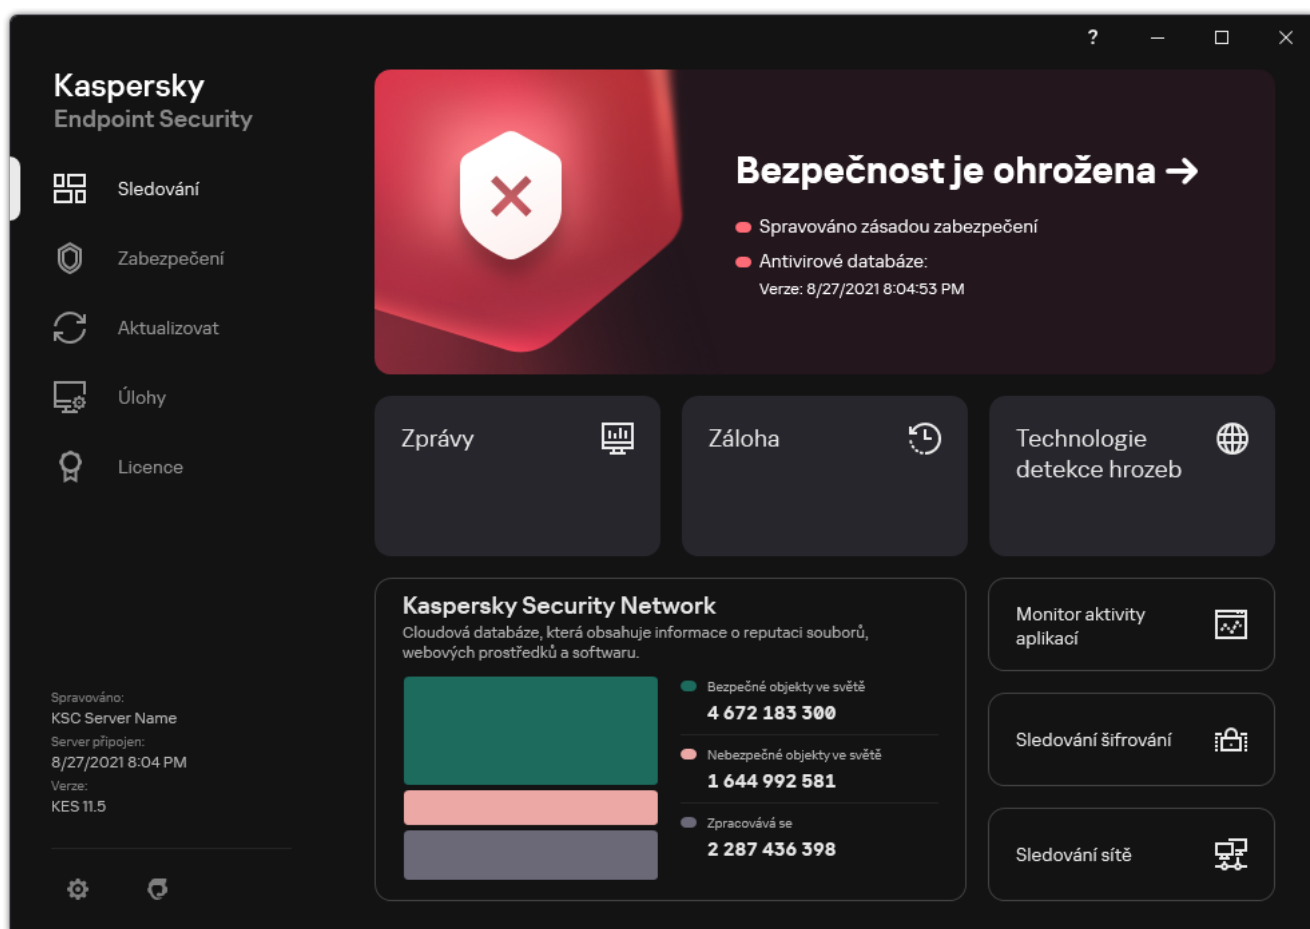 ?
Kaspersky
Endpoint Security
Sledování
Zabezpečení
Aktualizovat
Úlohy
Licence
Spravováno:
KSC Server Name
Server připojen:
8/27/2021 8:04 PM
Verze:
KES 11.5
Bezpečnost je ohrožena →
Spravováno zásadou zabezpečení
Antivirové databáze:
Verze: 8/27/2021 8:04:53 PM
Zprávy
Záloha
Technologie
detekce hrozeb
Kaspersky Security Network
Cloudová databáze, která obsahuje informace o reputaci souborů,
webových prostředků a softwaru.
Bezpečné objekty ve světě
4 672 183 300
Nebezpečné objekty ve světě
1 644 992 581
Zpracovává se
2 287 436 398
Monitor aktivity
aplikací
Sledování šifrování
Sledování sítě